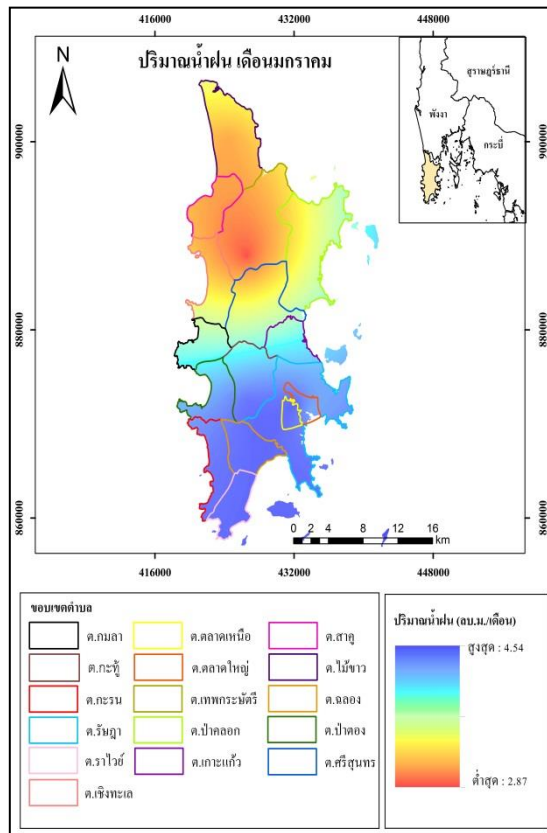 416000 432000 448000
N
ปริมาณน้ำฝน เดือนมกราคม
สุราษฎร์ธานี
พังงา
กระบี่
900000 900000
880000 880000
860000 860000
0 2 4 8 12 16
km
416000 432000 448000
ขอบเขตตำบล
ต.กมลา ต.ตลาดเหนือ ต.สาคู
ต.กะทู้ ต.ตลาดใหญ่ ต.ไม้ขาว
ต.กะรน ต.เทพกระษัตรี ต.ฉลอง
ต.รัษฎา ต.ป่าคลอก ต.ป่าตอง
ต.ราไวย์ ต.เกาะแก้ว ต.ศรีสุนทร
ต.เชิงทะเล
ปริมาณน้ำฝน (ลบ.ม./เดือน)
สูงสุด : 4.54
ต่ำสุด : 2.87